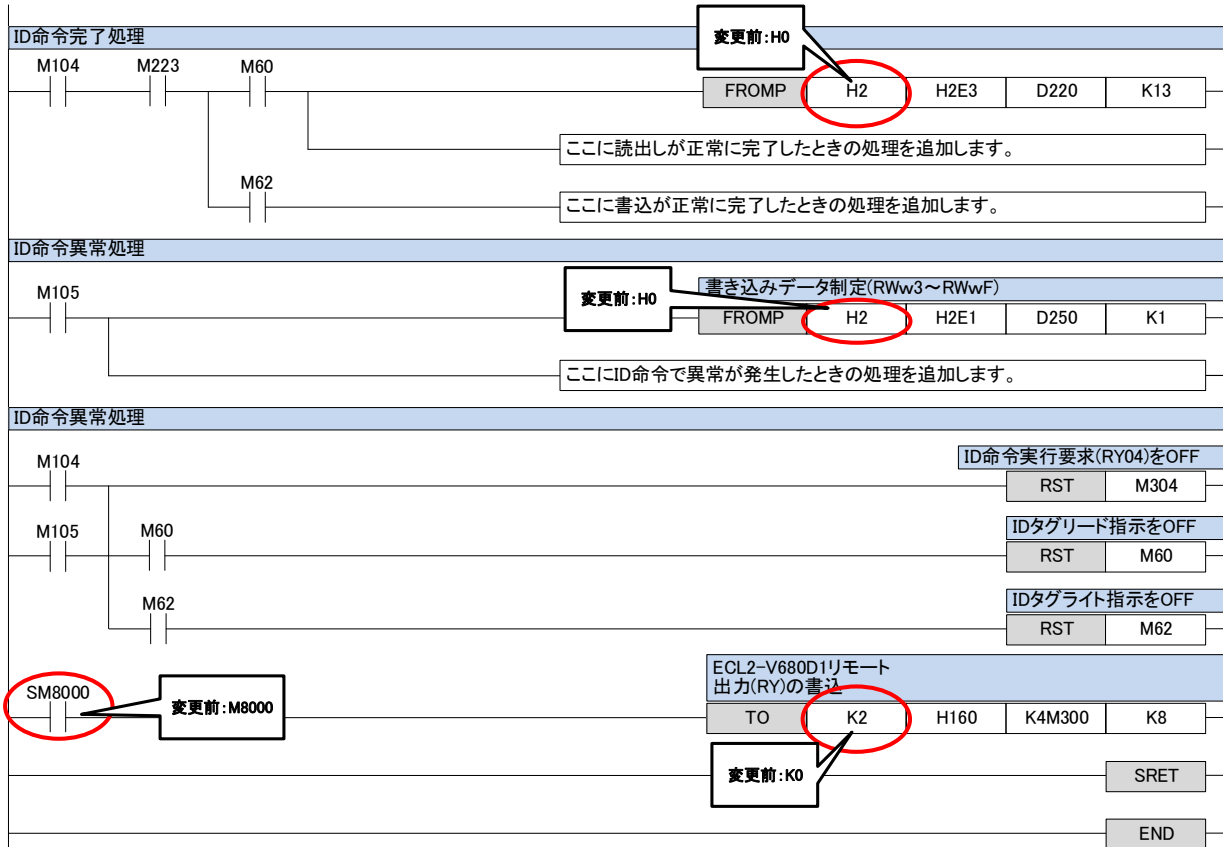 ID命令完了処理
変更前:H0
M104
M223
M60
FROMP H2 H2E3 D220 K13
ここに読出しが正常に完了したときの処理を追加します。
M62
ここに書込が正常に完了したときの処理を追加します。
ID命令異常処理
M105
変更前:H0
書き込みデータ制定(RWw3~RWwF)
FROMP H2 H2E1 D250 K1
ここにID命令で異常が発生したときの処理を追加します。
ID命令異常処理
M104
ID命令実行要求(RY04)をOFF
RST M304
M105
M60
IDタグリード指示をOFF
RST M60
M62
IDタグライト指示をOFF
RST M62
SM8000
変更前:M8000
ECL2-V680D1リモート
出力(RY)の書込
TO K2 H160 K4M300 K8
変更前:K0
SRET
END